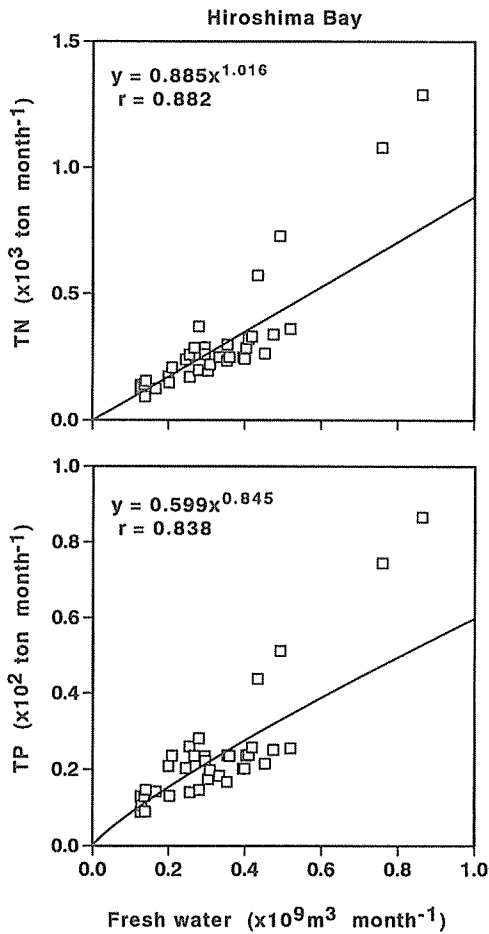 Hiroshima Bay
1.5
y = 0.885x^1.016
r = 0.882
1.0
TN (x10^3 ton month^-1)
0.5
0.0
1.0
y = 0.599x^0.845
r = 0.838
0.8
0.6
TP (x10^2 ton month^-1)
0.4
0.2
0.0
0.0 0.2 0.4 0.6 0.8 1.0
Fresh water (x10^9m^3 month^-1)